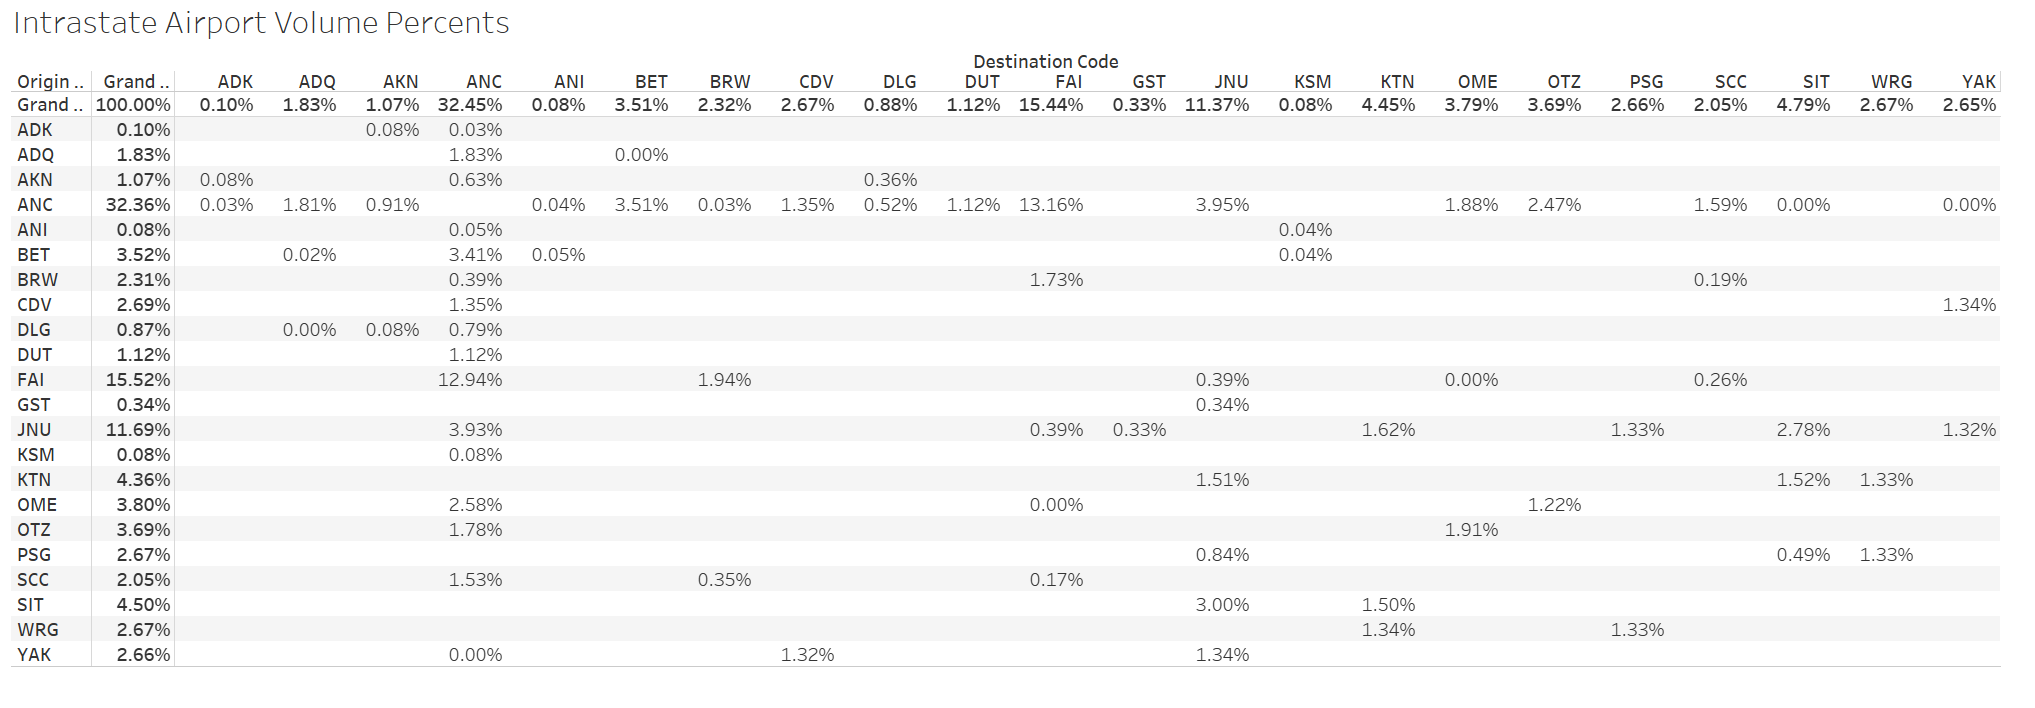 Intrastate Airport Volume Percents
Destination Code
Origin .. Grand .. ADK ADQ AKN ANC ANI BET BRW CDV DLG DUT FAI GST JNU KSM KTN OME OTZ PSG SCC SIT WRG YAK
Grand .. 100.00% 0.10% 1.83% 1.07% 32.45% 0.08% 3.51% 2.32% 2.67% 0.88% 1.12% 15.44% 0.33% 11.37% 0.08% 4.45% 3.79% 3.69% 2.66% 2.05% 4.79% 2.67% 2.65%
ADK 0.10% 0.08% 0.03%
ADQ 1.83% 1.83% 0.00%
AKN 1.07% 0.08% 0.63% 0.36%
ANC 32.36% 0.03% 1.81% 0.91% 0.04% 3.51% 0.03% 1.35% 0.52% 1.12% 13.16% 3.95% 1.88% 2.47% 1.59% 0.00% 0.00%
ANI 0.08% 0.05% 0.04%
BET 3.52% 0.02% 3.41% 0.05% 0.04%
BRW 2.31% 0.39% 1.73% 0.19%
CDV 2.69% 1.35% 1.34%
DLG 0.87% 0.00% 0.08% 0.79%
DUT 1.12% 1.12%
FAI 15.52% 12.94% 1.94% 0.39% 0.00% 0.26%
GST 0.34% 0.34%
JNU 11.69% 3.93% 0.39% 0.33% 1.62% 1.33% 2.78% 1.32%
KSM 0.08% 0.08%
KTN 4.36% 1.51% 1.52% 1.33%
OME 3.80% 2.58% 0.00% 1.22%
OTZ 3.69% 1.78% 1.91%
PSG 2.67% 0.84% 0.49% 1.33%
SCC 2.05% 1.53% 0.35% 0.17%
SIT 4.50% 3.00% 1.50%
WRG 2.67% 1.34% 1.33%
YAK 2.66% 0.00% 1.32% 1.34%